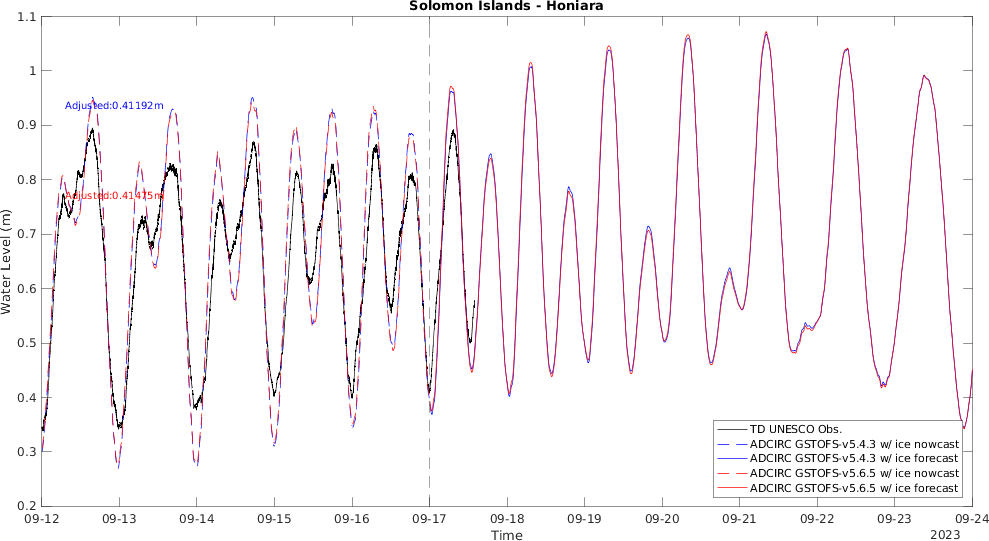 Solomon Islands - Honiara
1.1
1
0.9
0.8
0.7
0.6
0.5
0.4
0.3
0.2
Water Level (m)
Adjusted:0.41192m
Adjusted:0.41475m
TD UNESCO Obs.
ADCIRC GSTOFS-v5.4.3 w/ ice nowcast
ADCIRC GSTOFS-v5.4.3 w/ ice forecast
ADCIRC GSTOFS-v5.6.5 w/ ice nowcast
ADCIRC GSTOFS-v5.6.5 w/ ice forecast
09-12 09-13 09-14 09-15 09-16 09-17 09-18 09-19 09-20 09-21 09-22 09-23 09-24
Time
2023